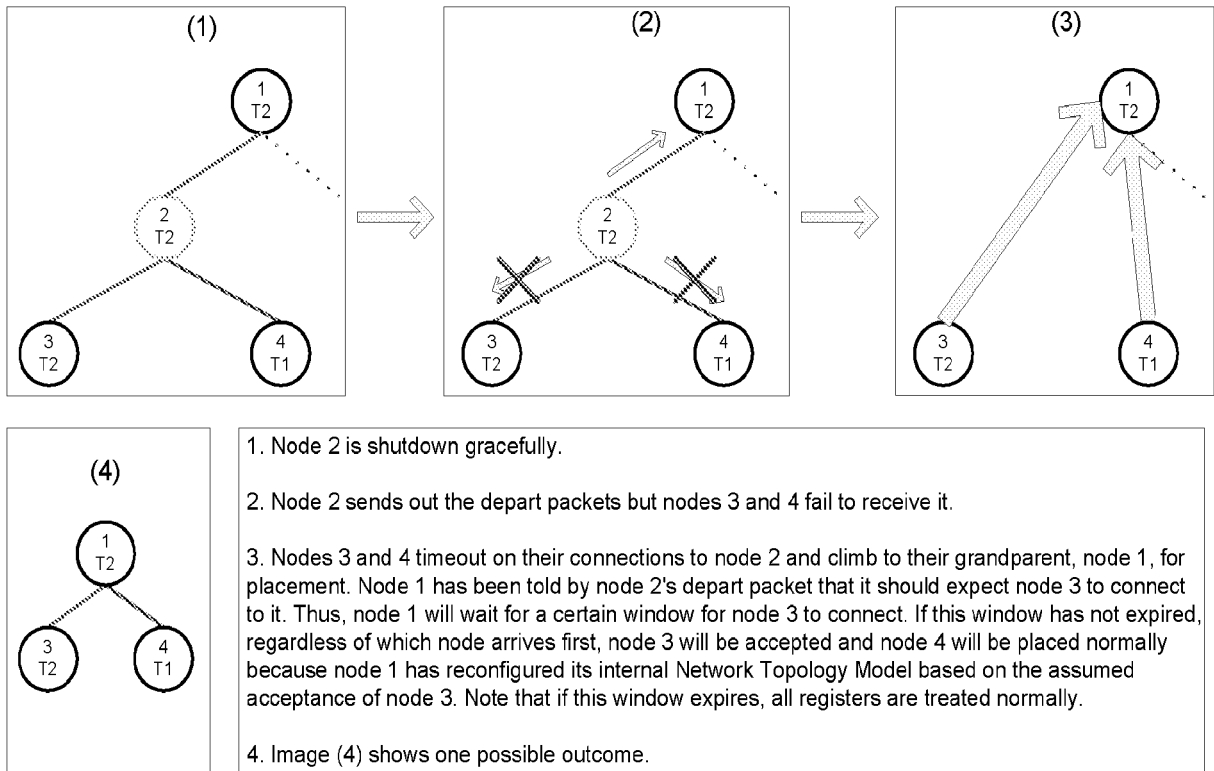 (1)
1
T2
2
T2
3
T2
4
T1
(2)
1
T2
2
T2
3
T2
4
T1
(3)
1
T2
3
T2
4
T1
(4)
1
T2
3
T2
4
T1
1. Node 2 is shutdown gracefully.
2. Node 2 sends out the depart packets but nodes 3 and 4 fail to receive it.
3. Nodes 3 and 4 timeout on their connections to node 2 and climb to their grandparent, node 1, for
placement. Node 1 has been told by node 2's depart packet that it should expect node 3 to connect
to it. Thus, node 1 will wait for a certain window for node 3 to connect. If this window has not expired,
regardless of which node arrives first, node 3 will be accepted and node 4 will be placed normally
because node 1 has reconfigured its internal Network Topology Model based on the assumed
acceptance of node 3. Note that if this window expires, all registers are treated normally.
4. Image (4) shows one possible outcome.